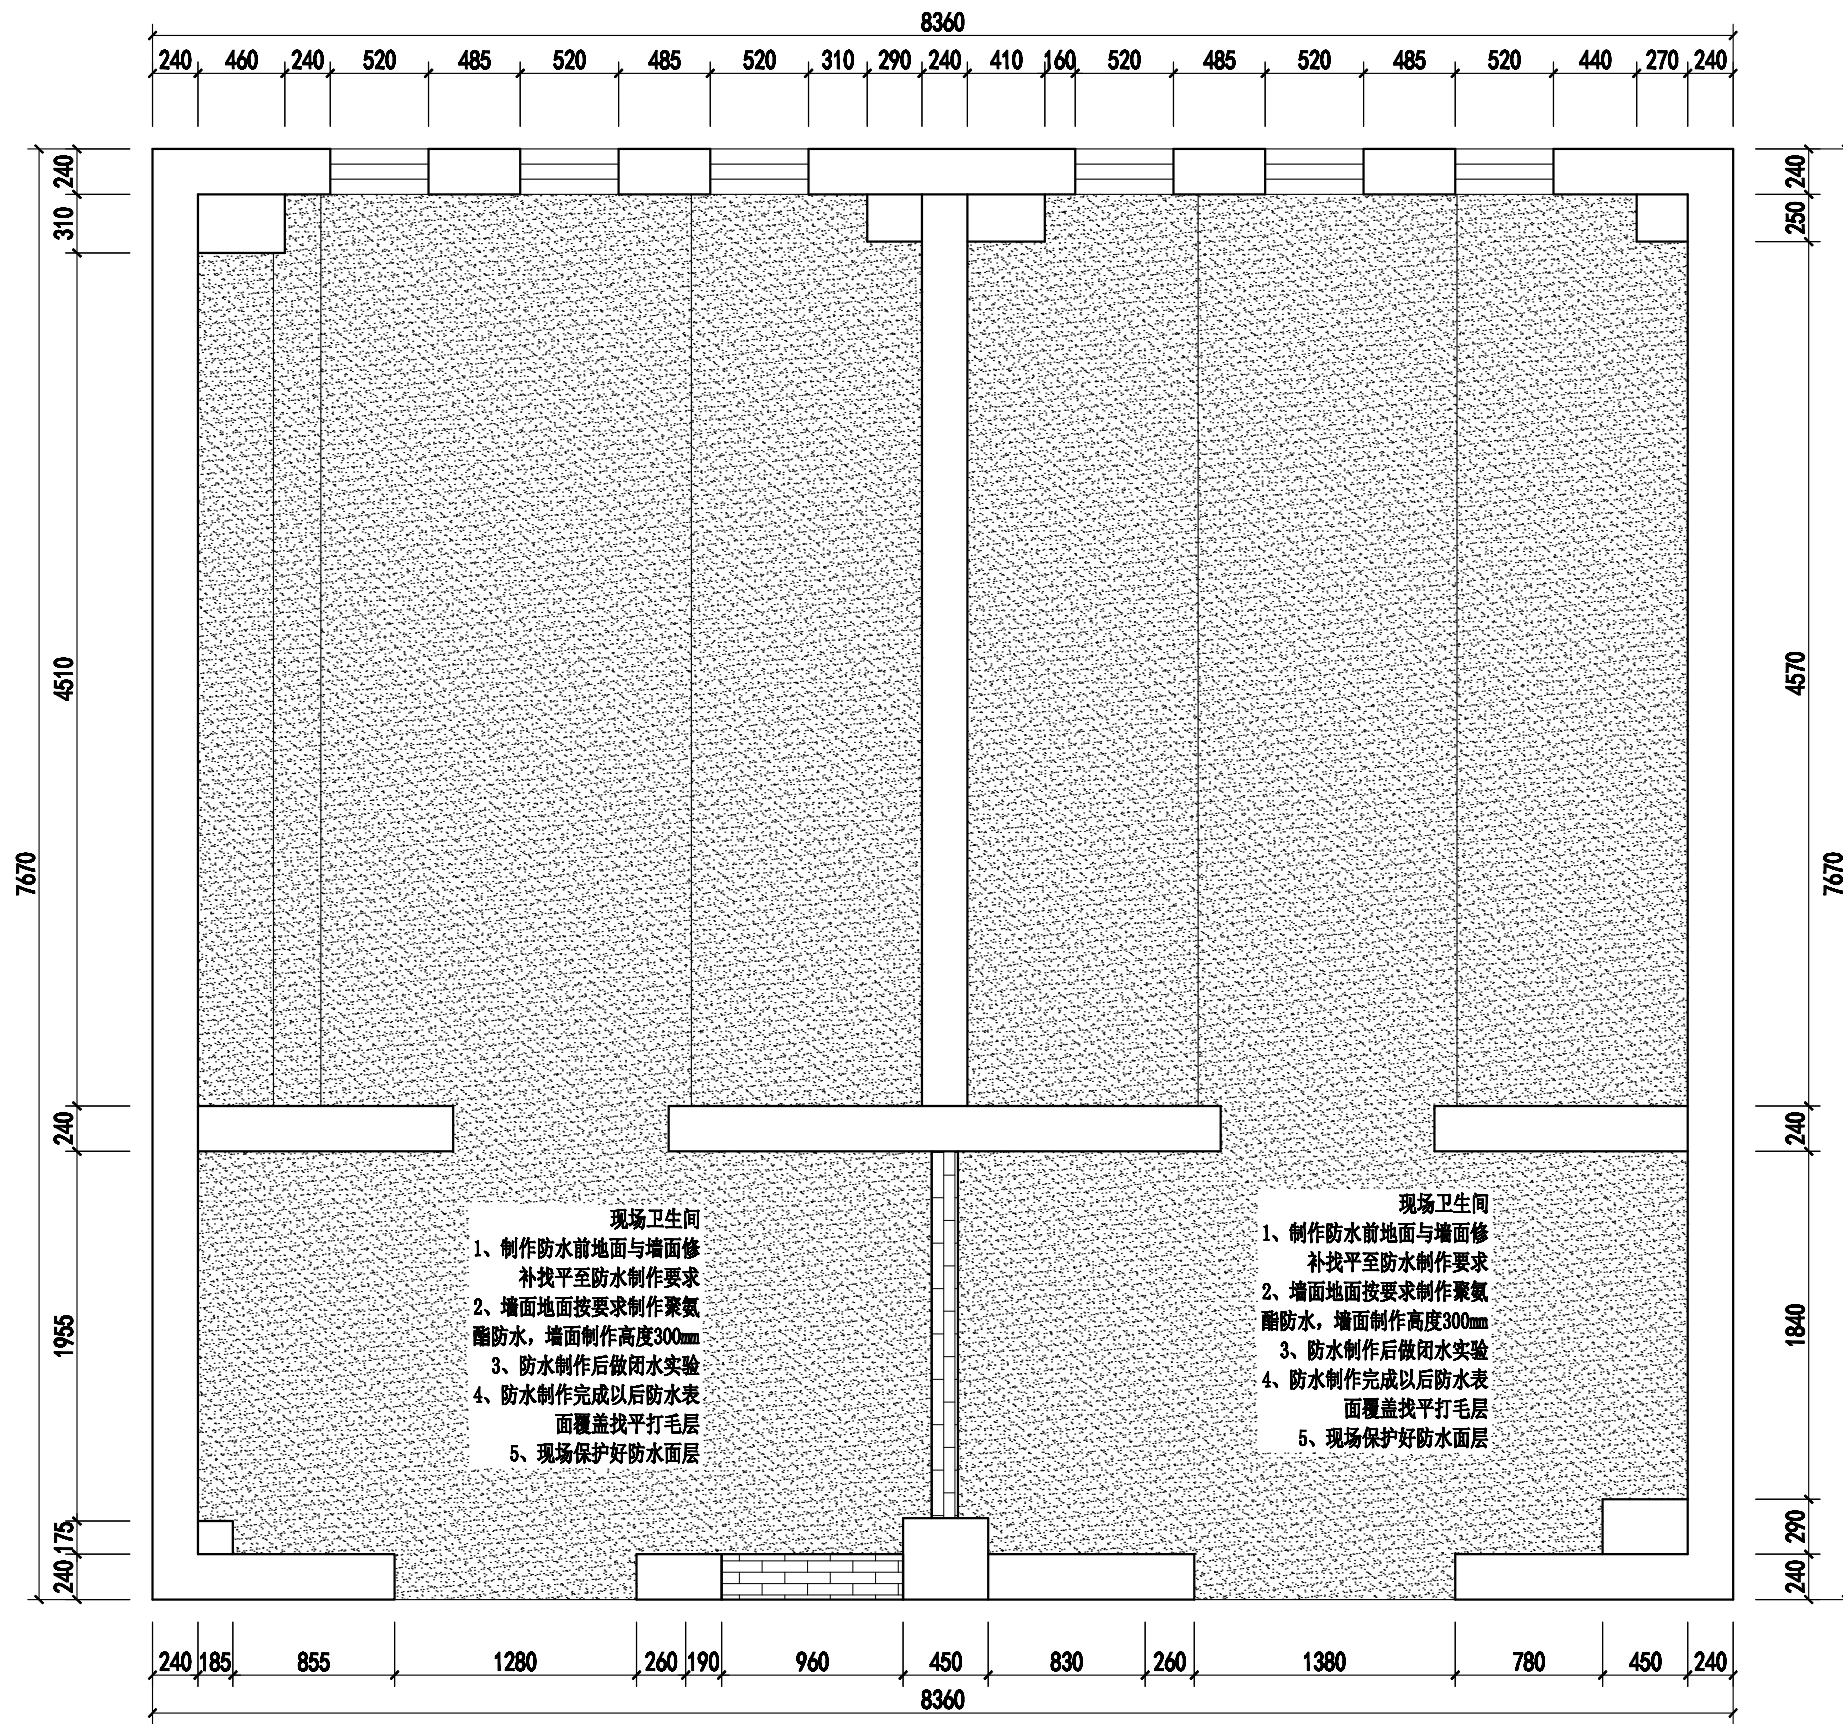 8360
240 460 240 520 485 520 485 520 310 290 240 410 160 520 485 520 485 520 440 270 240
240
310
4510
7670
240
1955
175
240
240
250
4570
7670
240
1840
290
240
现场卫生间
1、制作防水前地面与墙面修
补找平至防水制作要求
2、墙面地面按要求制作聚氨
酯防水，墙面制作高度300mm
3、防水制作后做闭水实验
4、防水制作完成以后防水表
面覆盖找平打毛层
5、现场保护好防水面层
现场卫生间
1、制作防水前地面与墙面修
补找平至防水制作要求
2、墙面地面按要求制作聚氨
酯防水，墙面制作高度300mm
3、防水制作后做闭水实验
4、防水制作完成以后防水表
面覆盖找平打毛层
5、现场保护好防水面层
240 185 855 1280 260 190 960 450 830 260 1380 780 450 240
8360